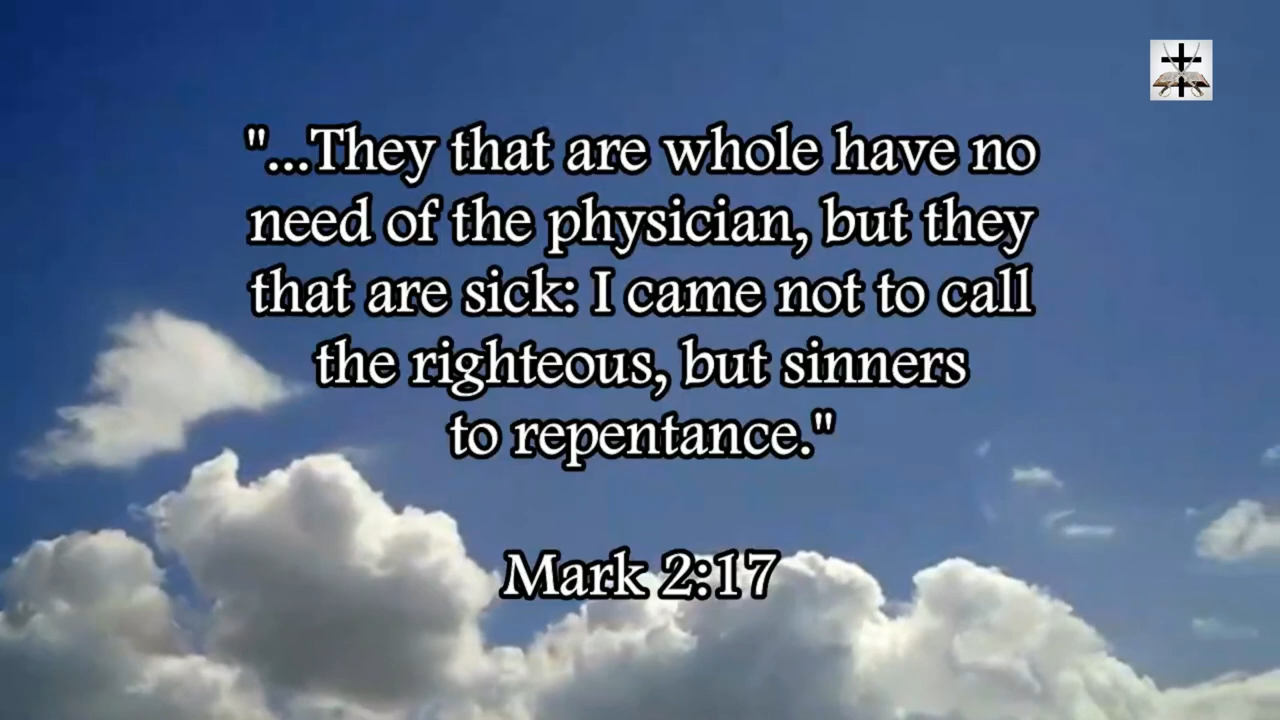 "...They that are whole have no
need of the physician, but they
that are sick: I came not to call
the righteous, but sinners
to repentance."
Mark 2:17